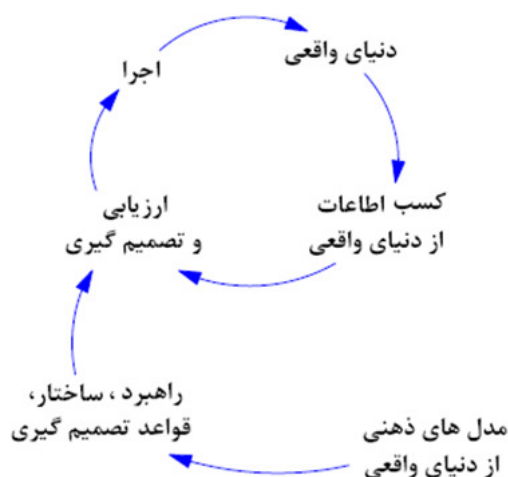 دنیای واقعی
اجرا
کسب اطاعات
از دنیای واقعی
ارزیابی
و تصمیم گیری
راهبرد ، ساختار،
قواعد تصمیم گیری
مدل های ذهنی
از دنیای واقعی